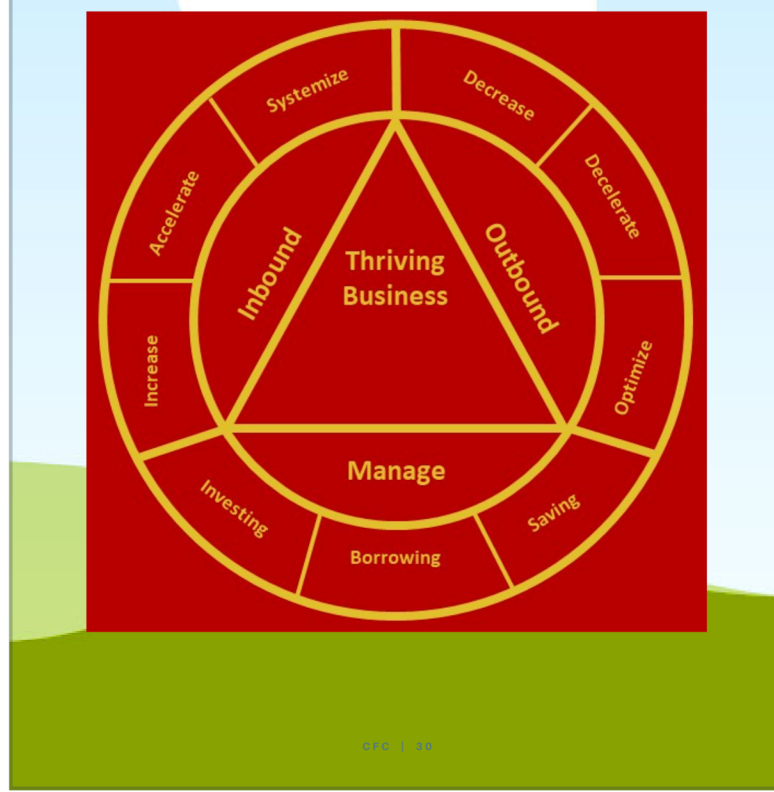 Systemize
Decrease
Accelerate
Decelerate
Inbound
Outbound
Thriving
Business
Increase
Optimize
Manage
Investing
Saving
Borrowing
CFC | 30